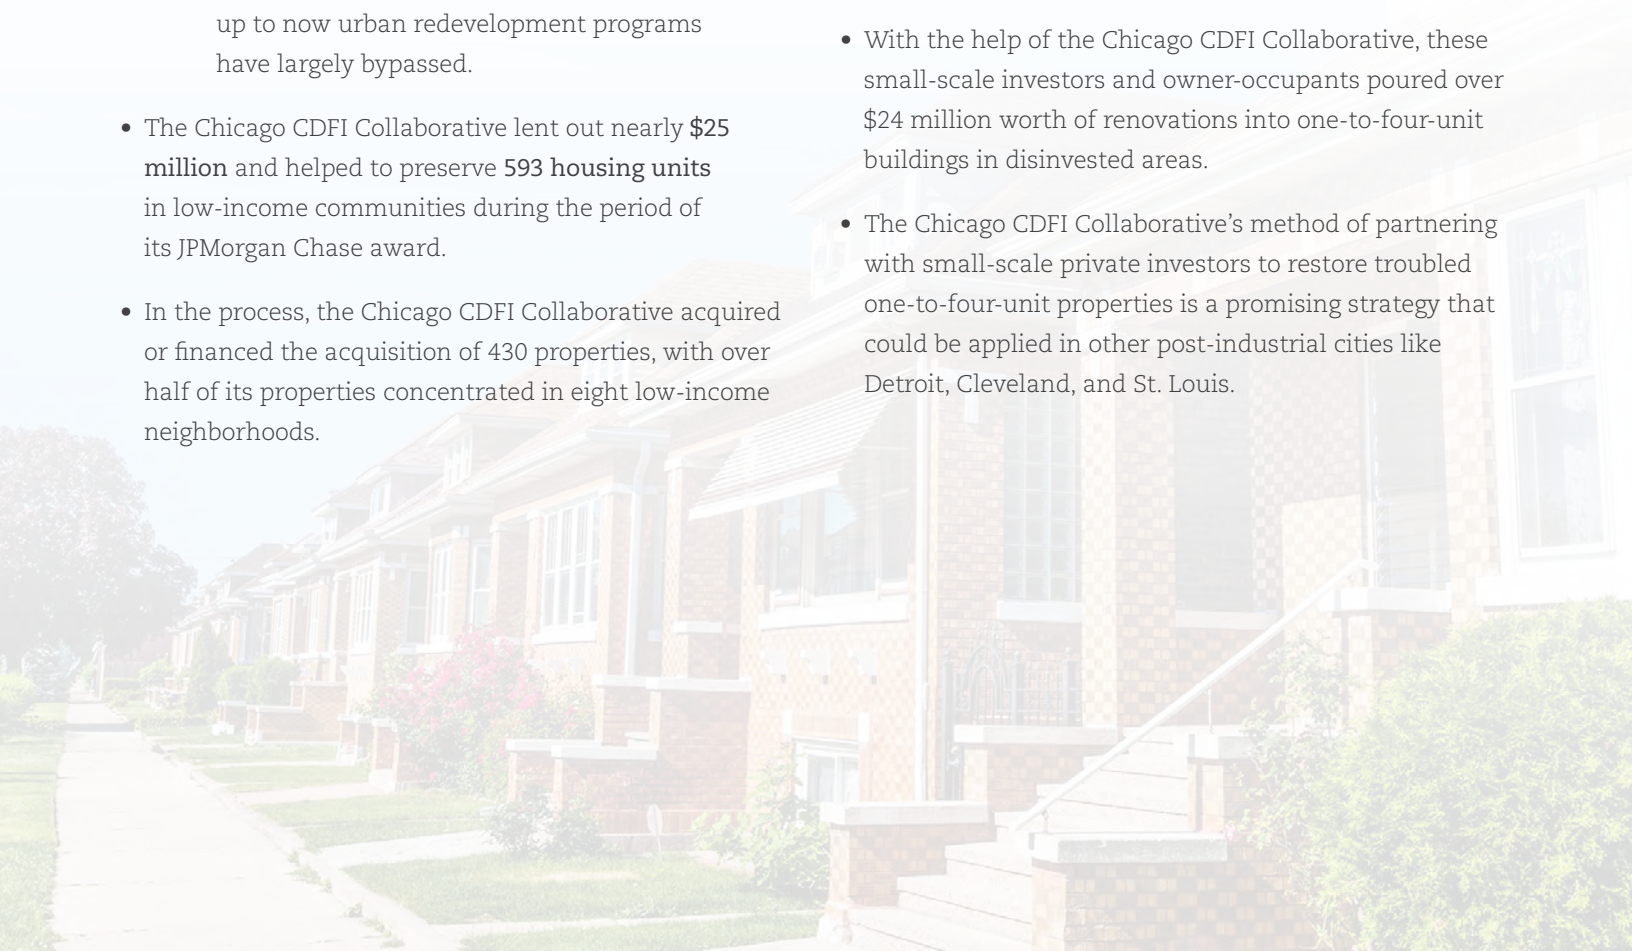 up to now urban redevelopment programs
have largely bypassed.
• The Chicago CDFI Collaborative lent out nearly $25
million and helped to preserve 593 housing units
in low-income communities during the period of
its JPMorgan Chase award.
• In the process, the Chicago CDFI Collaborative acquired
or financed the acquisition of 430 properties, with over
half of its properties concentrated in eight low-income
neighborhoods.
• With the help of the Chicago CDFI Collaborative, these
small-scale investors and owner-occupants poured over
$24 million worth of renovations into one-to-four-unit
buildings in disinvested areas.
• The Chicago CDFI Collaborative’s method of partnering
with small-scale private investors to restore troubled
one-to-four-unit properties is a promising strategy that
could be applied in other post-industrial cities like
Detroit, Cleveland, and St. Louis.